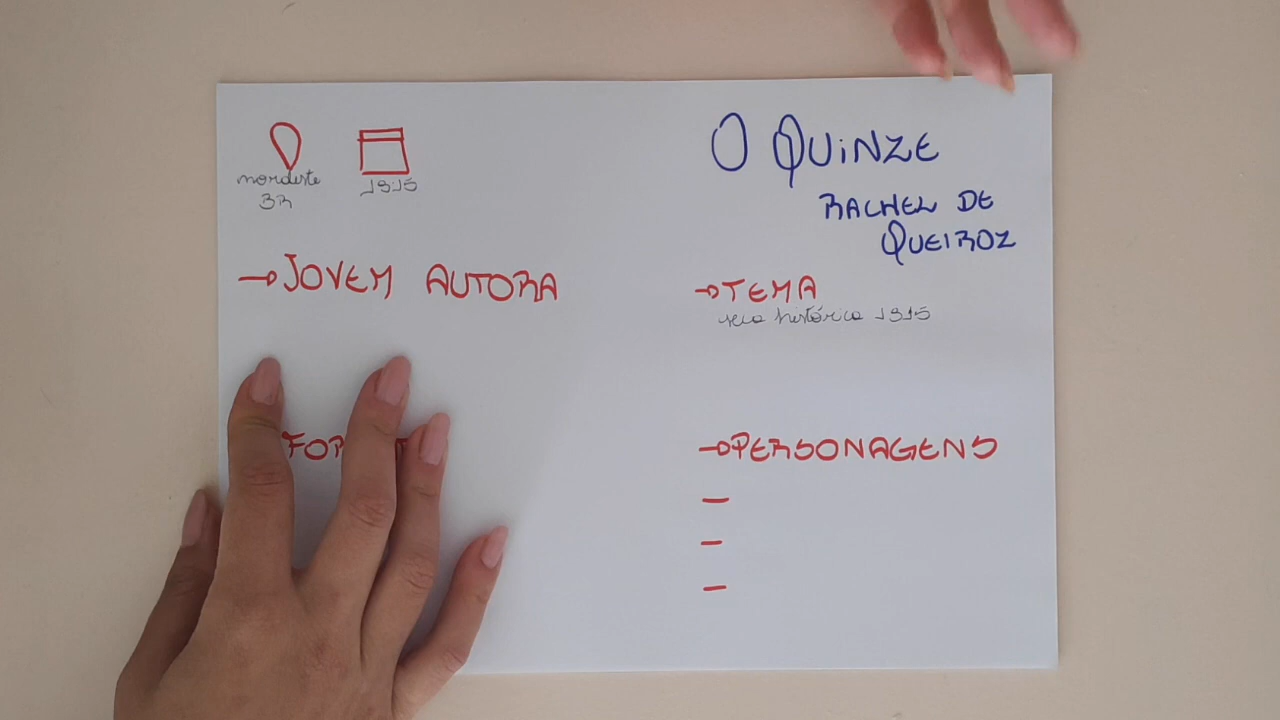 nordeste
BR
1915
→ JOVEM AUTORA
O QUINZE
RACHEL DE
QUEIROZ
→ TEMA
seca histórica 1915
→ PERSONAGENS
–
–
–